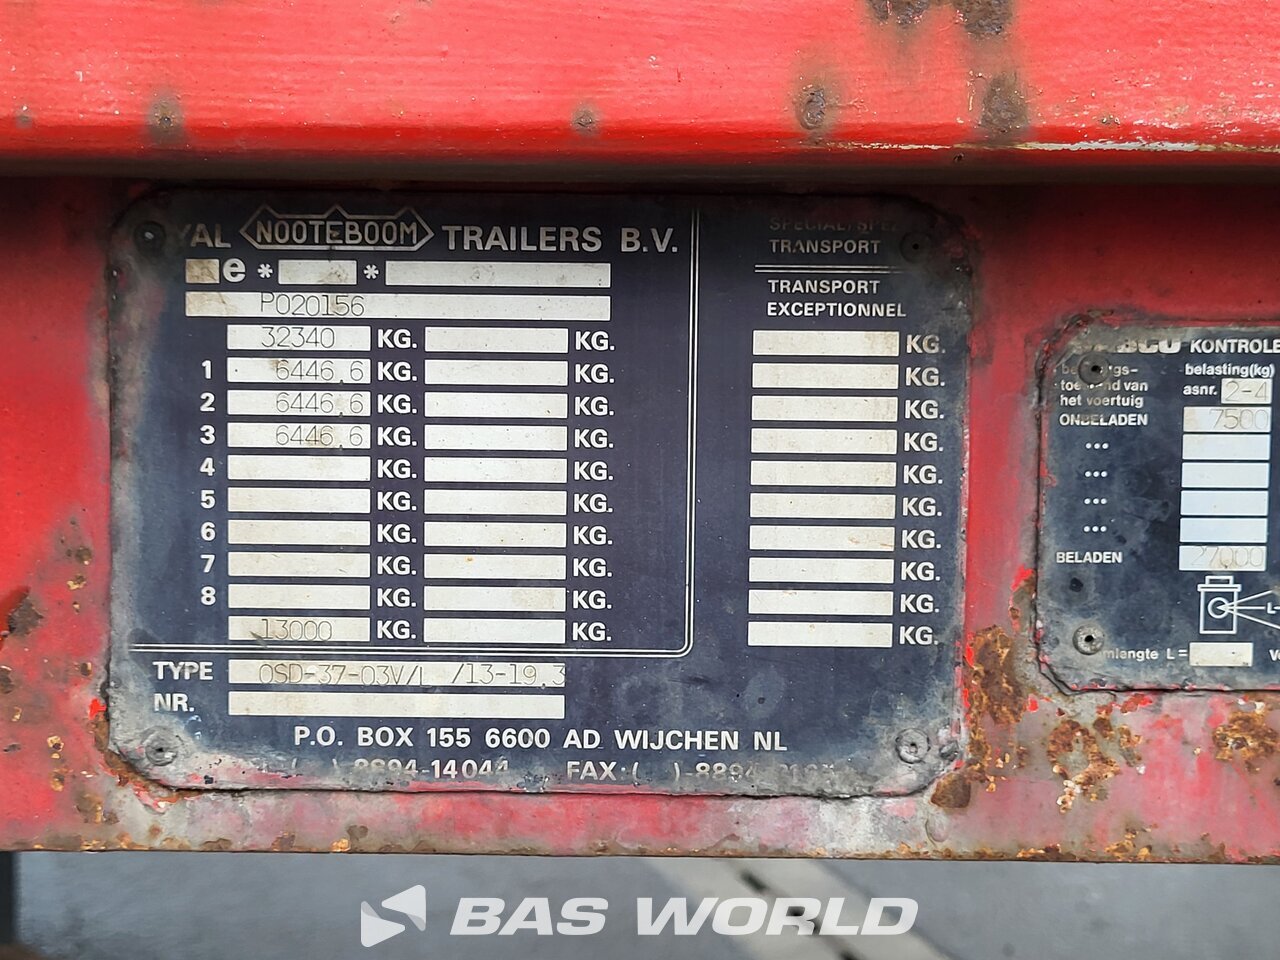 YAL NOOTEBOOM TRAILERS B.V.
e * *
P020156
32340 KG. KG.
1 6446.6 KG. KG.
2 6446.6 KG. KG.
3 6446.6 KG. KG.
4 KG. KG.
5 KG. KG.
6 KG. KG.
7 KG. KG.
8 KG. KG.
13000 KG. KG.
TYPE OSD-37-03V/L /13-19.3
NR.
P.O. BOX 155 6600 AD WIJCHEN NL
( )-8894-14044 FAX:( )-8894
SPECIAL/SPEZ
TRANSPORT
TRANSPORT
EXCEPTIONNEL
KG.
KG.
KG.
KG.
KG.
KG.
KG.
KG.
KG.
KG.
KONTROLE
belasting(kg)
van
het voertuig
asnr. 2-4
ONBELADEN 7500
...
...
...
...
BELADEN 27000
L
lengte L=
BAS WORLD